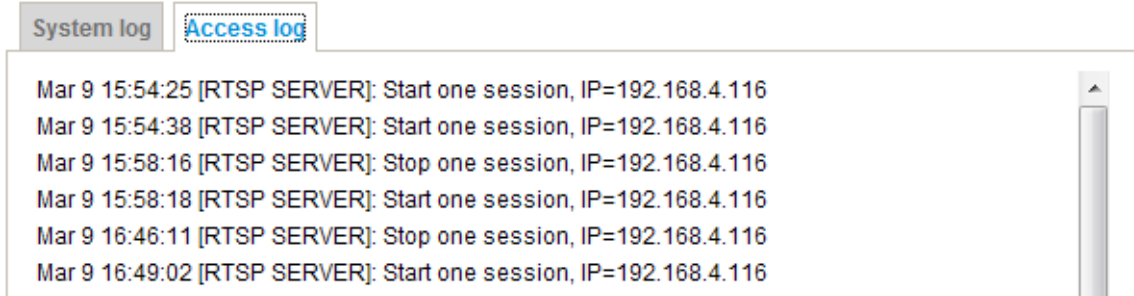 System log Access log
Mar 9 15:54:25 [RTSP SERVER]: Start one session, IP=192.168.4.116
Mar 9 15:54:38 [RTSP SERVER]: Start one session, IP=192.168.4.116
Mar 9 15:58:16 [RTSP SERVER]: Stop one session, IP=192.168.4.116
Mar 9 15:58:18 [RTSP SERVER]: Start one session, IP=192.168.4.116
Mar 9 16:46:11 [RTSP SERVER]: Stop one session, IP=192.168.4.116
Mar 9 16:49:02 [RTSP SERVER]: Start one session, IP=192.168.4.116